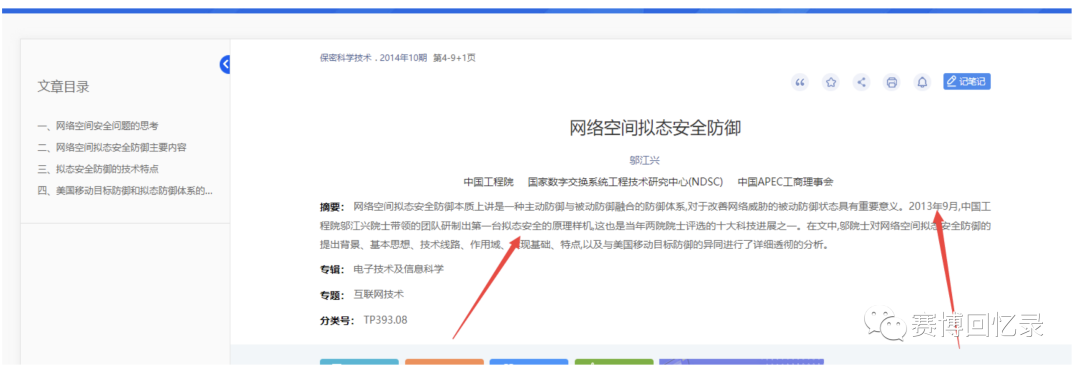 保密科学技术 . 2014年10期 第4-9+1页
记笔记
文章目录
一、网络空间安全问题的思考
二、网络空间拟态安全防御主要内容
三、拟态安全防御的技术特点
四、美国移动目标防御和拟态防御体系的...
网络空间拟态安全防御
邬江兴
中国工程院 国家数字交换系统工程技术研究中心(NDSC) 中国APEC工商理事会
摘要： 网络空间拟态安全防御本质上讲是一种主动防御与被动防御融合的防御体系,对于改善网络威胁的被动防御状态具有重要意义。2013年9月,中国工
程院邬江兴院士带领的团队研制出第一台拟态安全的原理样机,这也是当年两院院士评选的十大科技进展之一。在文中,邬院士对网络空间拟态安全防御的
提出背景、基本思想、技术线路、作用域、现基础、特点,以及与美国移动目标防御的异同进行了详细透彻的分析。
专辑： 电子技术及信息科学
专题： 互联网技术
分类号： TP393.08
赛博回忆录